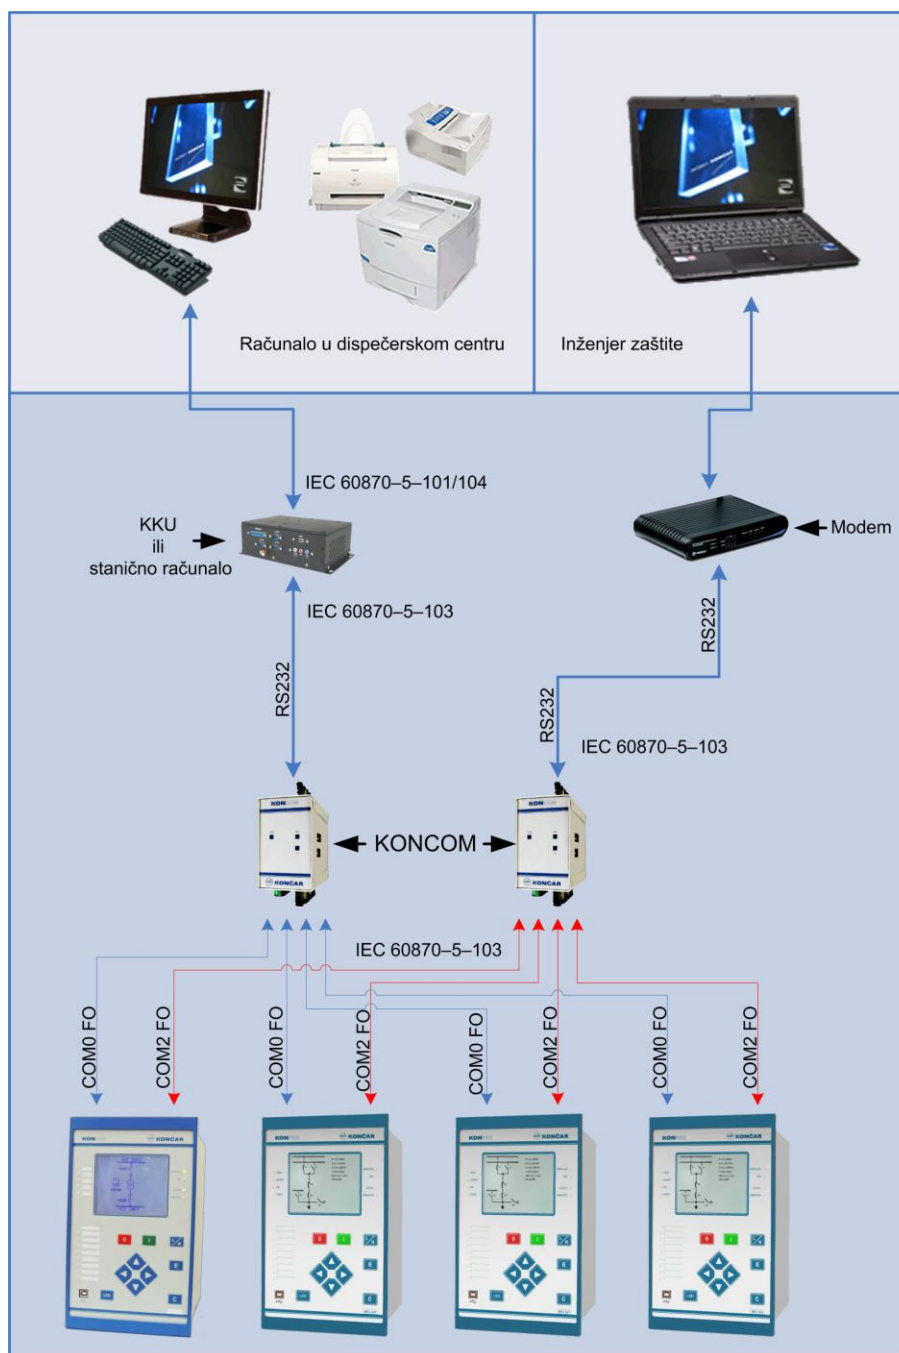 Računalo u dispečerskom centru
Inženjer zaštite
IEC 60870–5–101/104
KKU
ili
stanično računalo
Modem
IEC 60870–5–103
RS232
RS232
RS232
IEC 60870–5–103
KONCOM
KONČAR
KONČAR
IEC 60870–5–103
COM0 FO
COM2 FO
COM0 FO
COM2 FO
COM0 FO
COM2 FO
COM0 FO
COM2 FO
KONČAR
KONČAR
KONČAR
KONČAR